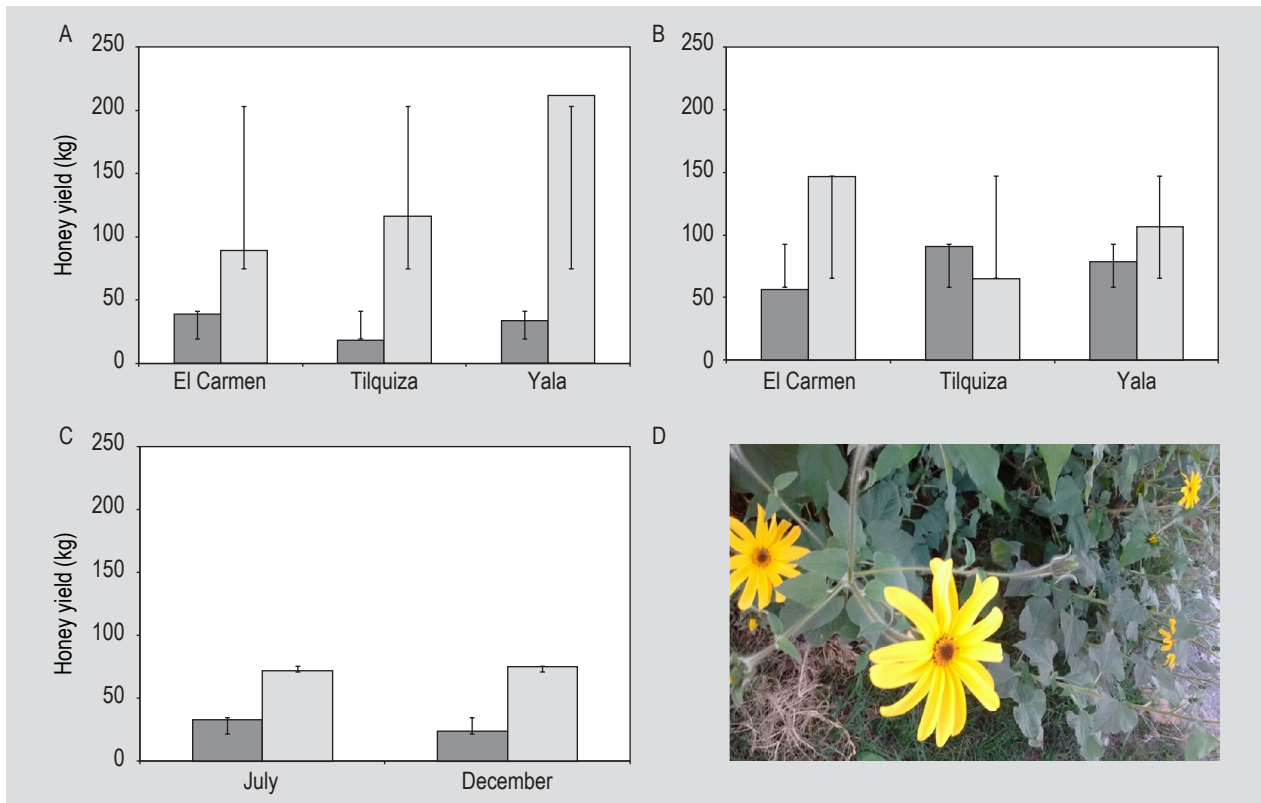 A
B
250
200
150
100
50
0
Honey yield (kg)
El Carmen
Tilquiza
Yala
250
200
150
100
50
0
El Carmen
Tilquiza
Yala
C
D
250
200
150
100
50
0
Honey yield (kg)
July
December